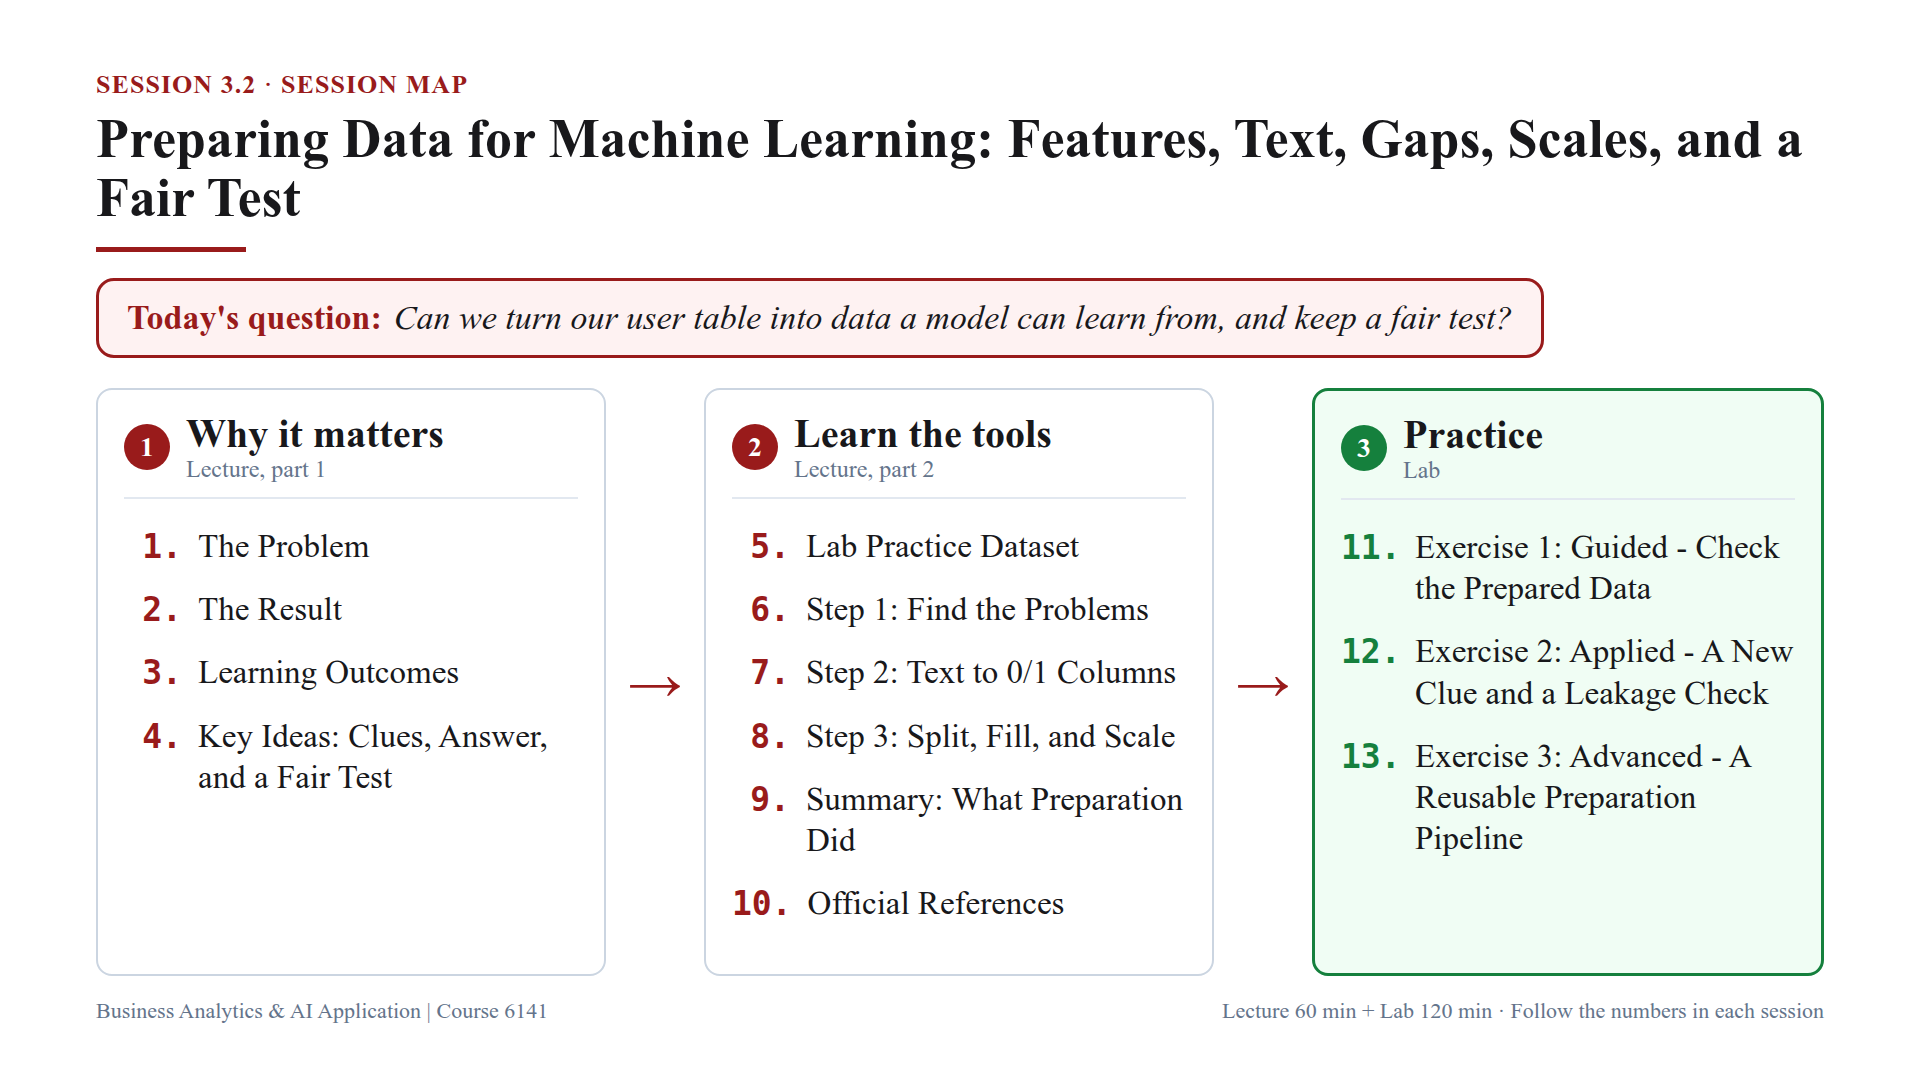 SESSION 3.2 · SESSION MAP
Preparing Data for Machine Learning: Features, Text, Gaps, Scales, and a
Fair Test
Today's question: Can we turn our user table into data a model can learn from, and keep a fair test?
1 Why it matters
Lecture, part 1
1. The Problem
2. The Result
3. Learning Outcomes
4. Key Ideas: Clues, Answer,
and a Fair Test
→
2 Learn the tools
Lecture, part 2
5. Lab Practice Dataset
6. Step 1: Find the Problems
7. Step 2: Text to 0/1 Columns
8. Step 3: Split, Fill, and Scale
9. Summary: What Preparation
Did
10. Official References
→
3 Practice
Lab
11. Exercise 1: Guided - Check
the Prepared Data
12. Exercise 2: Applied - A New
Clue and a Leakage Check
13. Exercise 3: Advanced - A
Reusable Preparation
Pipeline
Business Analytics & AI Application | Course 6141
Lecture 60 min + Lab 120 min · Follow the numbers in each session